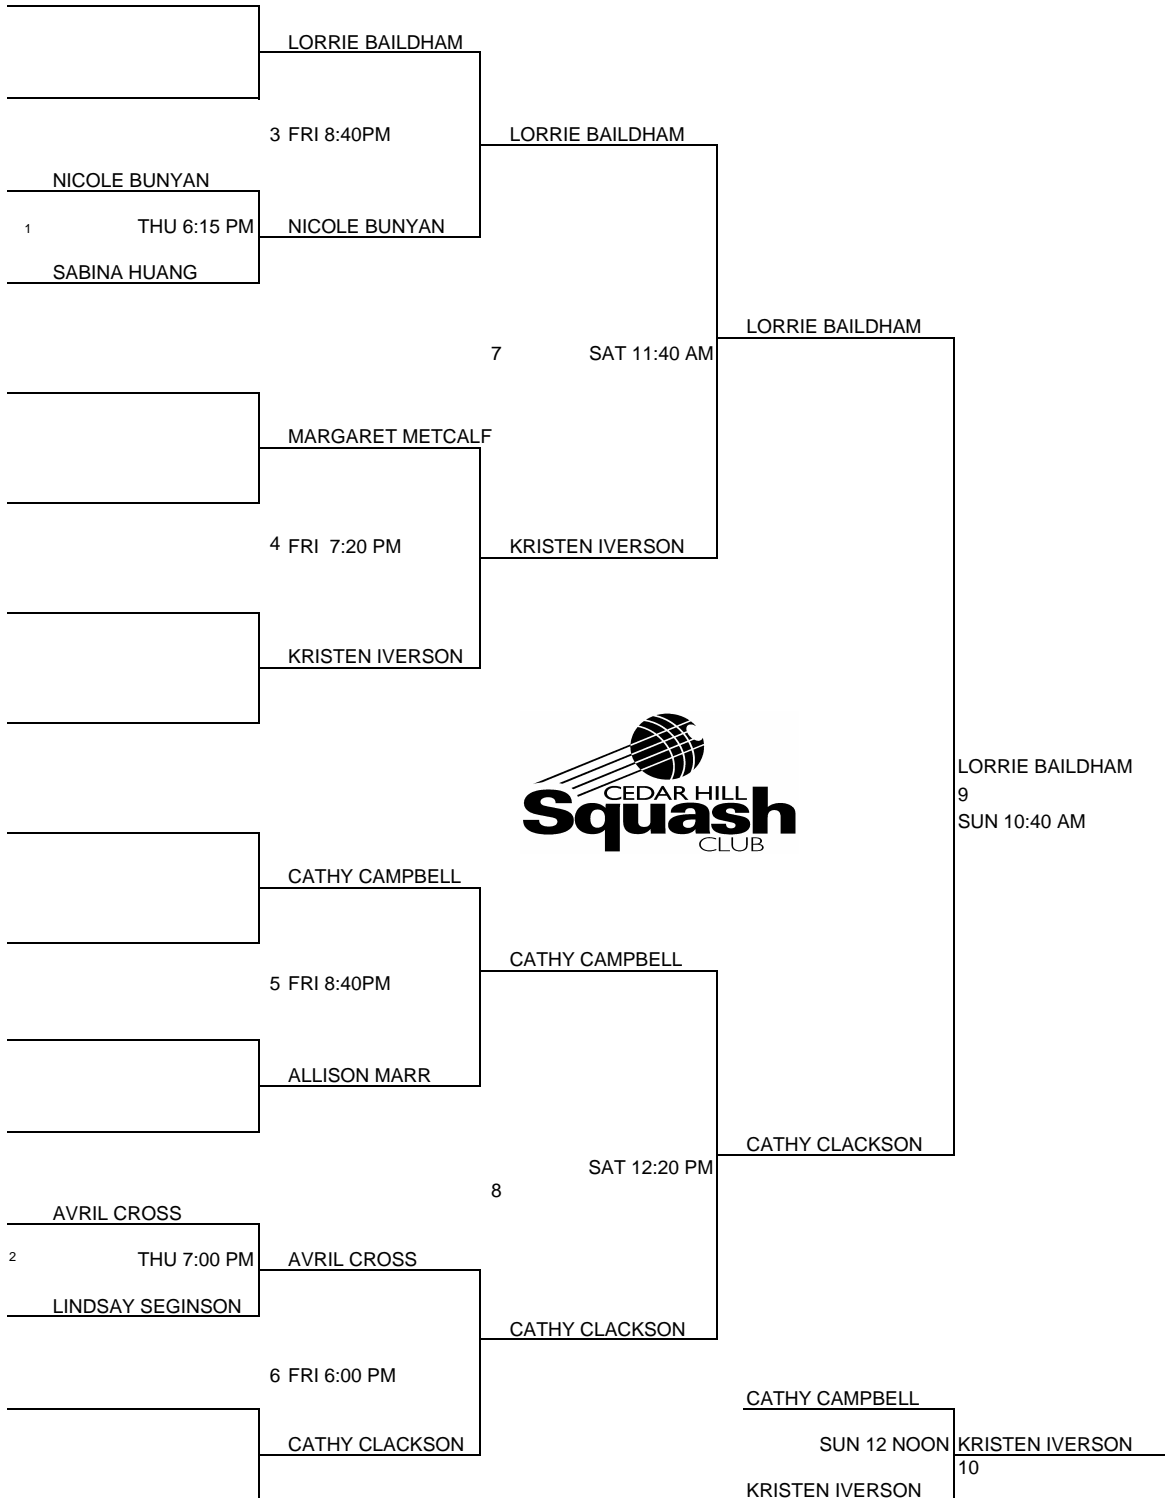 LORRIE BAILDHAM
3 FRI 8:40PM
LORRIE BAILDHAM
NICOLE BUNYAN
1 THU 6:15 PM
NICOLE BUNYAN
SABINA HUANG
LORRIE BAILDHAM
7 SAT 11:40 AM
MARGARET METCALF
4 FRI 7:20 PM
KRISTEN IVERSON
KRISTEN IVERSON
CEDAR HILL
Squash
CLUB
LORRIE BAILDHAM
9
SUN 10:40 AM
CATHY CAMPBELL
CATHY CAMPBELL
5 FRI 8:40PM
ALLISON MARR
CATHY CLACKSON
SAT 12:20 PM
8
AVRIL CROSS
2 THU 7:00 PM
AVRIL CROSS
LINDSAY SEGINSON
CATHY CLACKSON
6 FRI 6:00 PM
CATHY CAMPBELL
CATHY CLACKSON
SUN 12 NOON
KRISTEN IVERSON
10
KRISTEN IVERSON